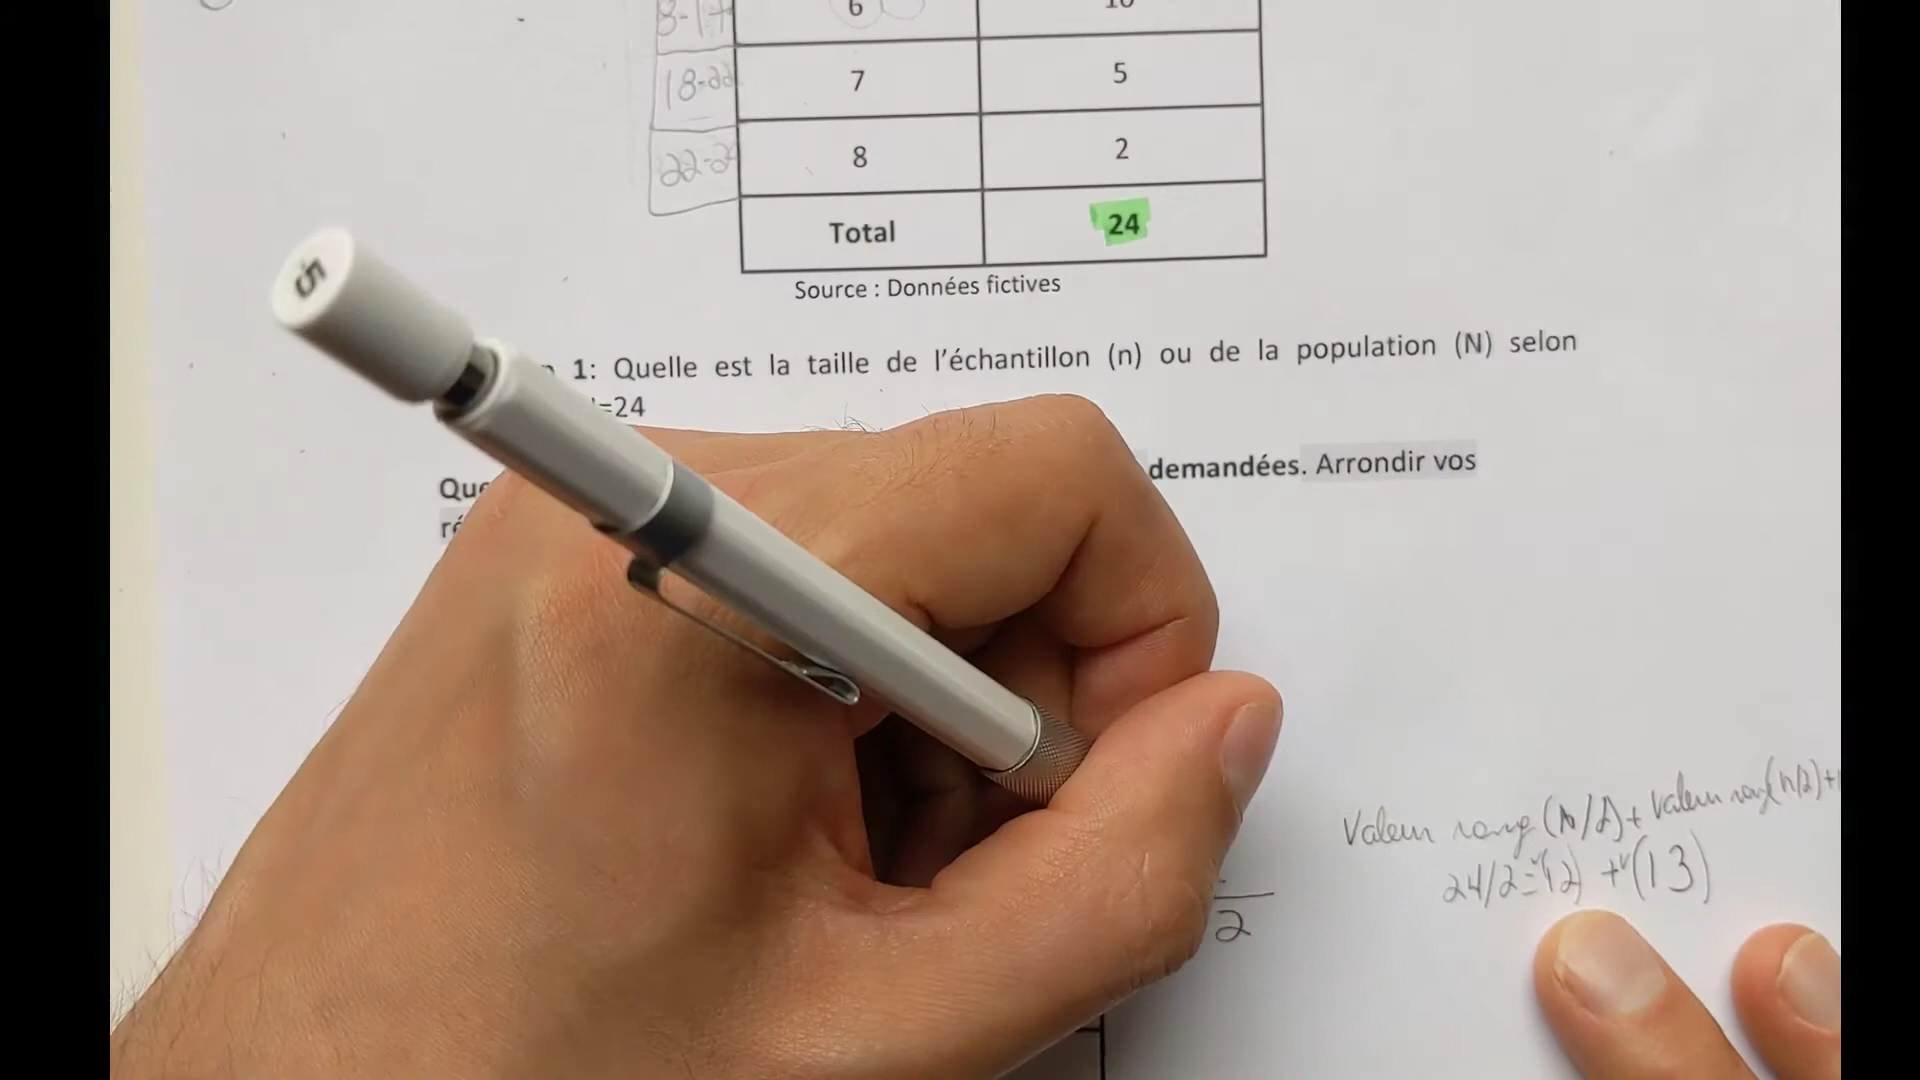 8-17 6 10
18-22 7 5
22-2 8 2
Total 24
Source : Données fictives
1: Quelle est la taille de l’échantillon (n) ou de la population (N) selon
=24
demandées. Arrondir vos
Valeur rang (N/2) + Valeur rang (n/2)+
24/2=(12) + (13)
2
5